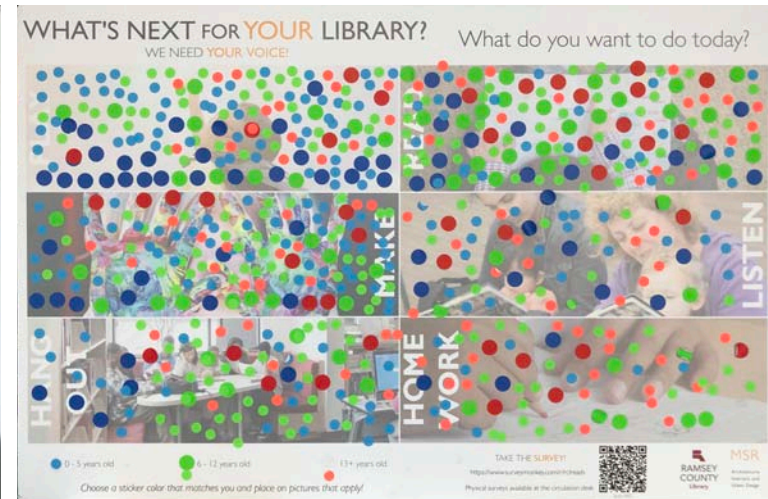 WHAT'S NEXT FOR YOUR LIBRARY?
WE NEED YOUR VOICE!
What do you want to do today?
MAKE
LISTEN
HANG
OUT
HOME
WORK
0 - 5 years old
6 - 12 years old
13+ years old
Choose a sticker color that matches you and place on pictures that apply!
TAKE THE SURVEY!
Physical surveys available at the circulation desk
RAMSEY
COUNTY
Library
MSR